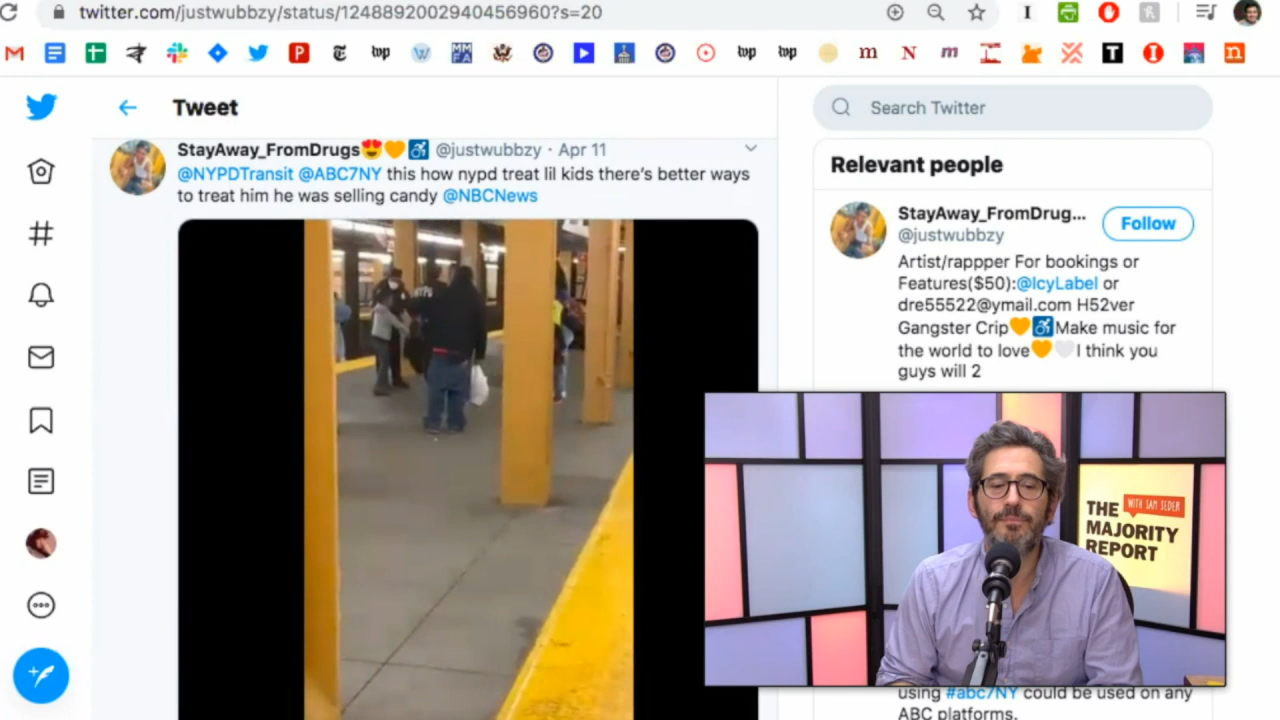 twitter.com/justwubbzy/status/1248892002940456960?s=20
Tweet
StayAway_FromDrugs😍🧡♿ @justwubbzy · Apr 11
@NYPDTransit @ABC7NY this how nypd treat lil kids there's better ways
to treat him he was selling candy @NBCNews
NYPD
Search Twitter
Relevant people
StayAway_FromDrug...
@justwubbzy
Follow
Artist/rappper For bookings or
Features($50):@IcyLabel or
dre55522@ymail.com H52ver
Gangster Crip🧡♿Make music for
the world to love🧡🤍I think you
guys will 2
THE
WITH SAM SEDER
MAJORITY
REPORT
using #abc7NY could be used on any
ABC platforms.